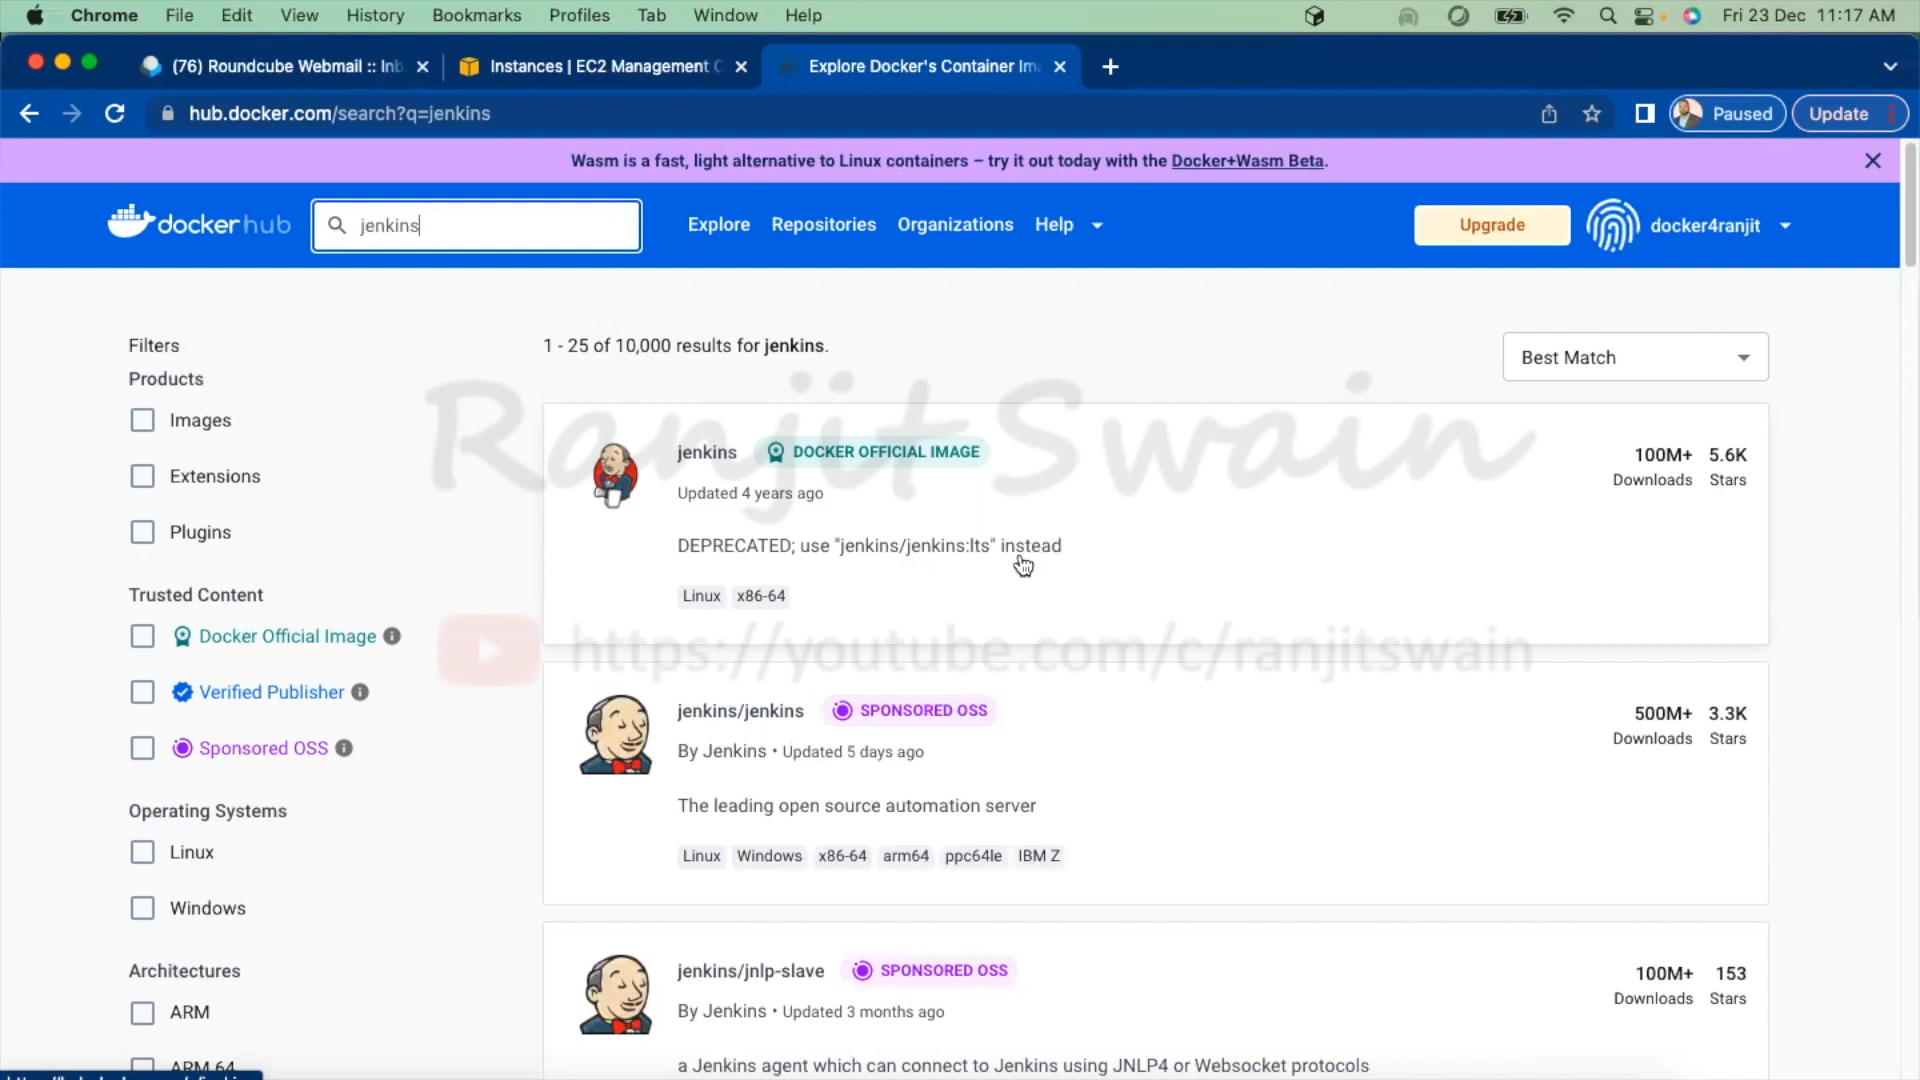 Chrome File Edit View History Bookmarks Profiles Tab Window Help Fri 23 Dec 11:17 AM
(76) Roundcube Webmail :: Inb Instances | EC2 Management C Explore Docker's Container Im
hub.docker.com/search?q=jenkins Paused Update
Wasm is a fast, light alternative to Linux containers – try it out today with the Docker+Wasm Beta.
docker hub jenkins Explore Repositories Organizations Help Upgrade docker4ranjit
Filters
Products
Images
Extensions
Plugins
Trusted Content
Docker Official Image
Verified Publisher
Sponsored OSS
Operating Systems
Linux
Windows
Architectures
ARM
ARM 64
1 - 25 of 10,000 results for jenkins.
Best Match
Ranjit Swain
jenkins DOCKER OFFICIAL IMAGE
Updated 4 years ago
100M+ 5.6K
Downloads Stars
DEPRECATED; use "jenkins/jenkins:lts" instead
Linux x86-64
https://youtube.com/c/ranjitswain
jenkins/jenkins SPONSORED OSS
By Jenkins • Updated 5 days ago
500M+ 3.3K
Downloads Stars
The leading open source automation server
Linux Windows x86-64 arm64 ppc64le IBM Z
jenkins/jnlp-slave SPONSORED OSS
By Jenkins • Updated 3 months ago
100M+ 153
Downloads Stars
a Jenkins agent which can connect to Jenkins using JNLP4 or Websocket protocols